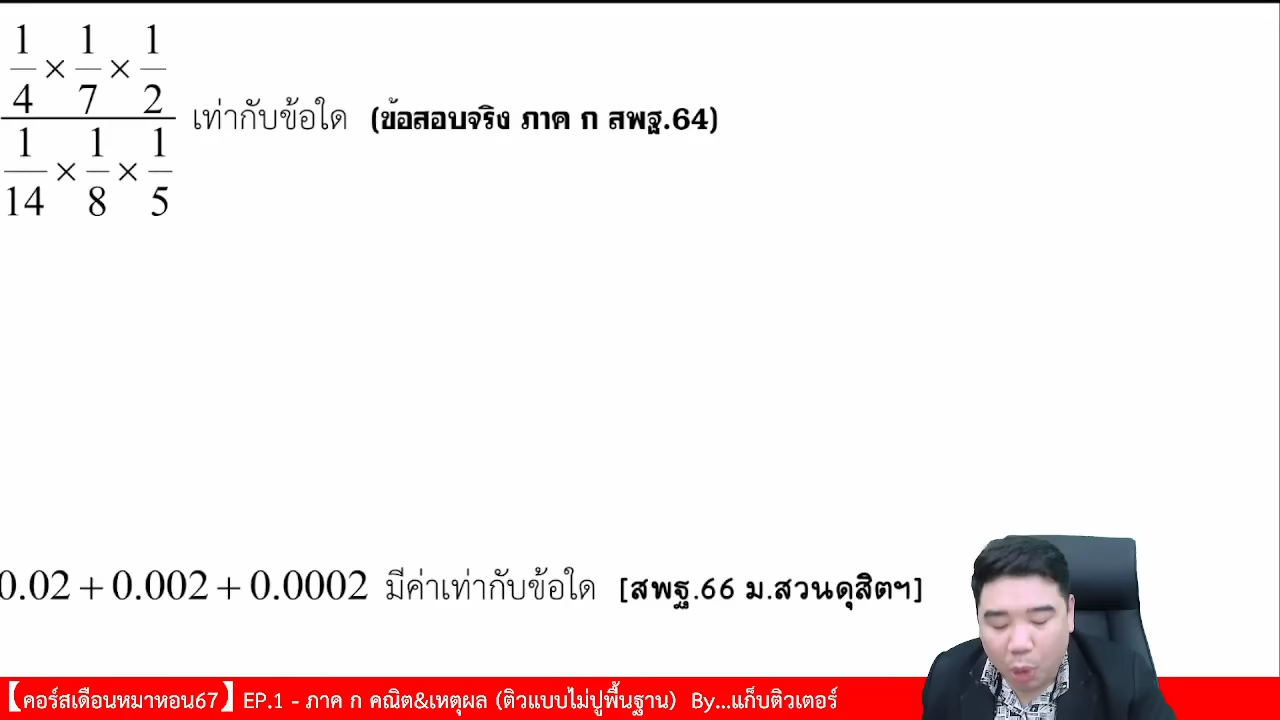 1/4 × 1/7 × 1/2
เท่ากับข้อใด (ข้อสอบจริง ภาค ก สพฐ.64)
1/14 × 1/8 × 1/5
0.02 + 0.002 + 0.0002 มีค่าเท่ากับข้อใด [สพฐ.66 ม.สวนดุสิตฯ]
【คอร์สเดือนหมาหอน67】 EP.1 - ภาค ก คณิต&เหตุผล (ติวแบบไม่ปูพื้นฐาน) By...แก็บติวเตอร์